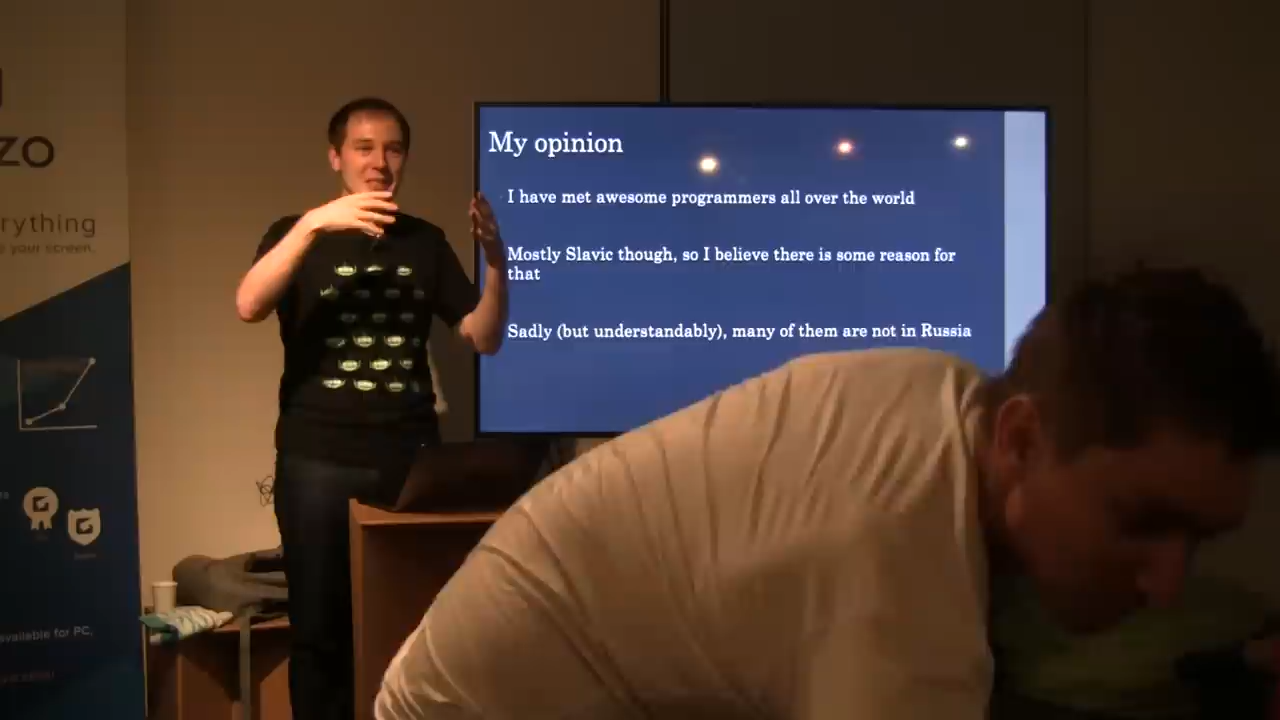 ZO
rything
e your screen.
My opinion
I have met awesome programmers all over the world
Mostly Slavic though, so I believe there is some reason for
that
Sadly (but understandably), many of them are not in Russia
available for PC,